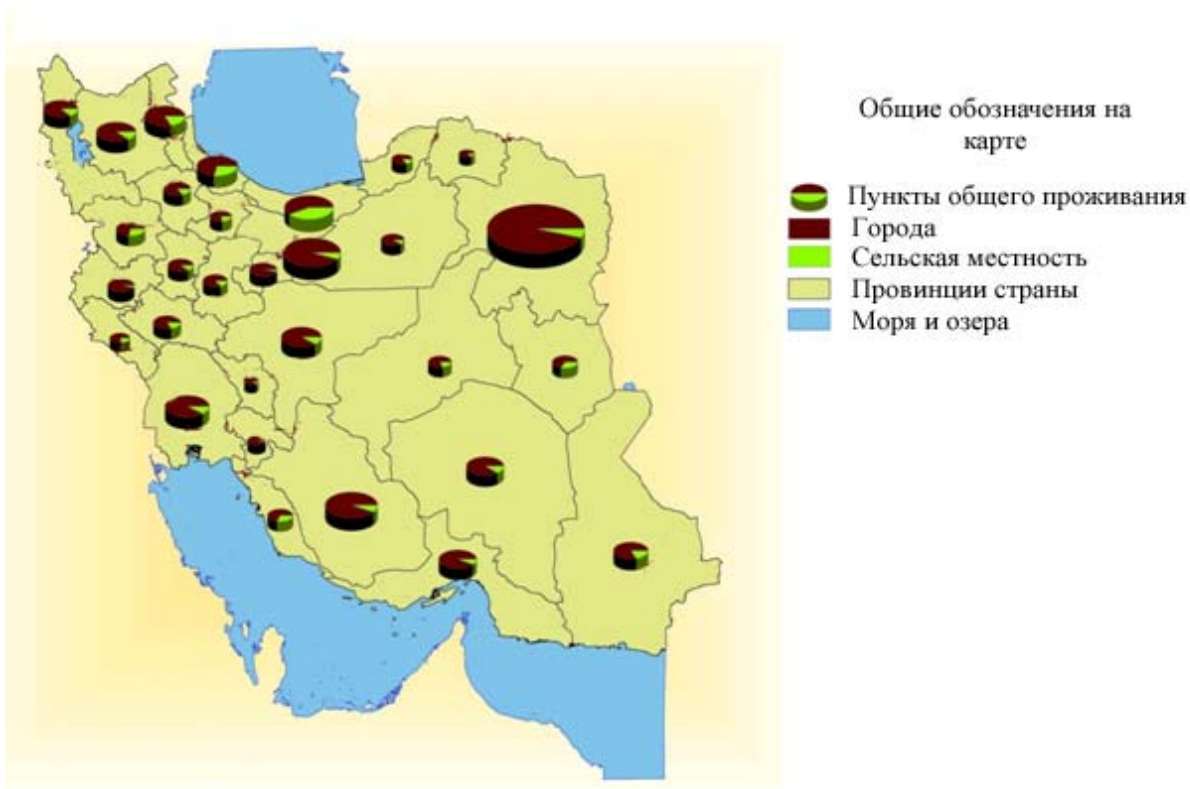 Общие обозначения на
карте
Пункты общего проживания
Города
Сельская местность
Провинции страны
Моря и озера